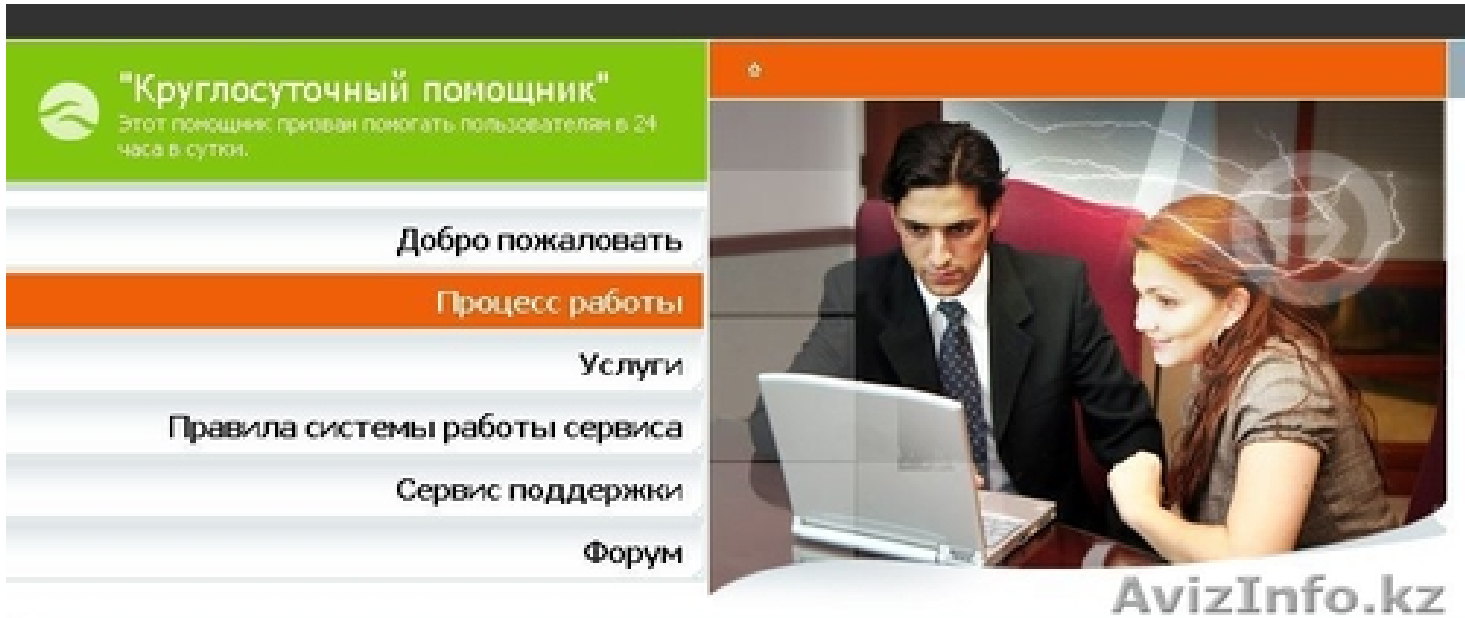 "Круглосуточный помощник"
Этот помощник призван помогать пользователям в 24
часа в сутки.
Добро пожаловать
Процесс работы
Услуги
Правила системы работы сервиса
Сервис поддержки
Форум
AvizInfo.kz